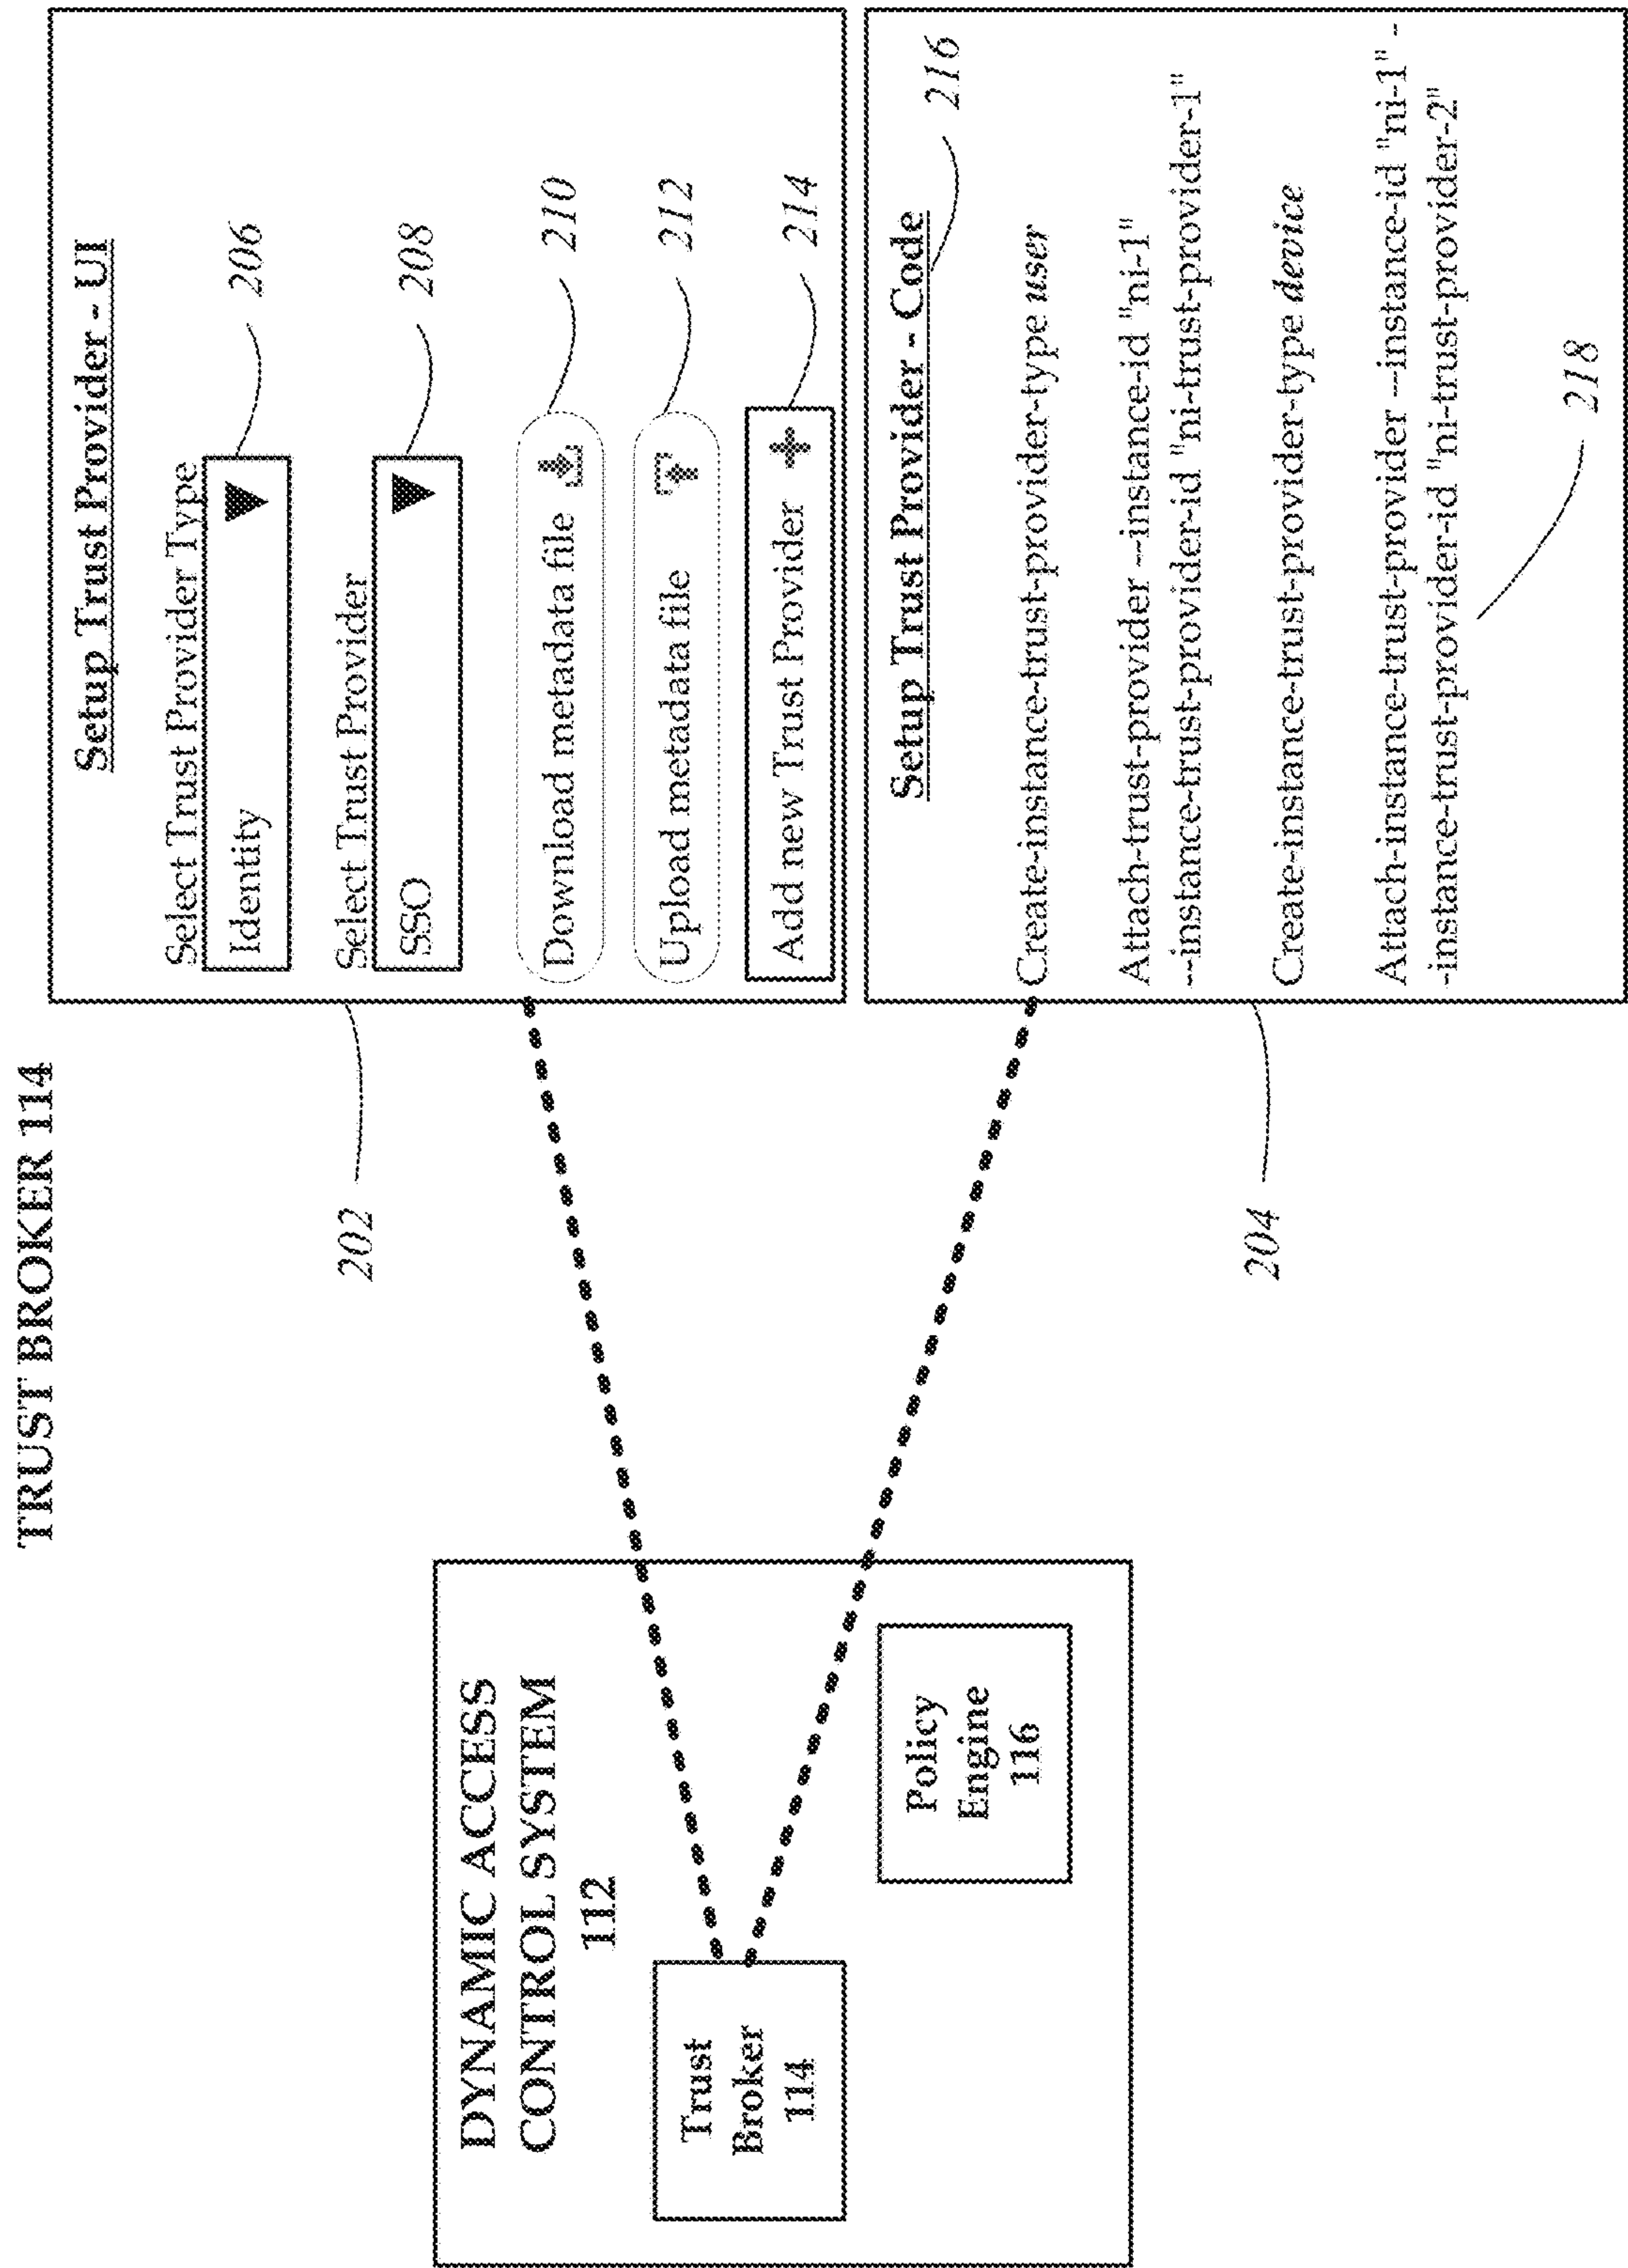 TRUST BROKER 114
DYNAMIC ACCESS
CONTROL SYSTEM
112
Trust
Broker
114
Policy
Engine
116
202
204
Setup Trust Provider - UI
Select Trust Provider Type
Identity
206
Select Trust Provider
SSO
208
Download metadata file
210
Upload metadata file
212
Add new Trust Provider
214
Setup Trust Provider - Code
216
Create-instance-trust-provider-type user
Attach-trust-provider --instance-id "ni-1"
--instance-trust-provider-id "ni-trust-provider-1"
Create-instance-trust-provider-type device
Attach-instance-trust-provider --instance-id "ni-1" -
-instance-trust-provider-id "ni-trust-provider-2"
218